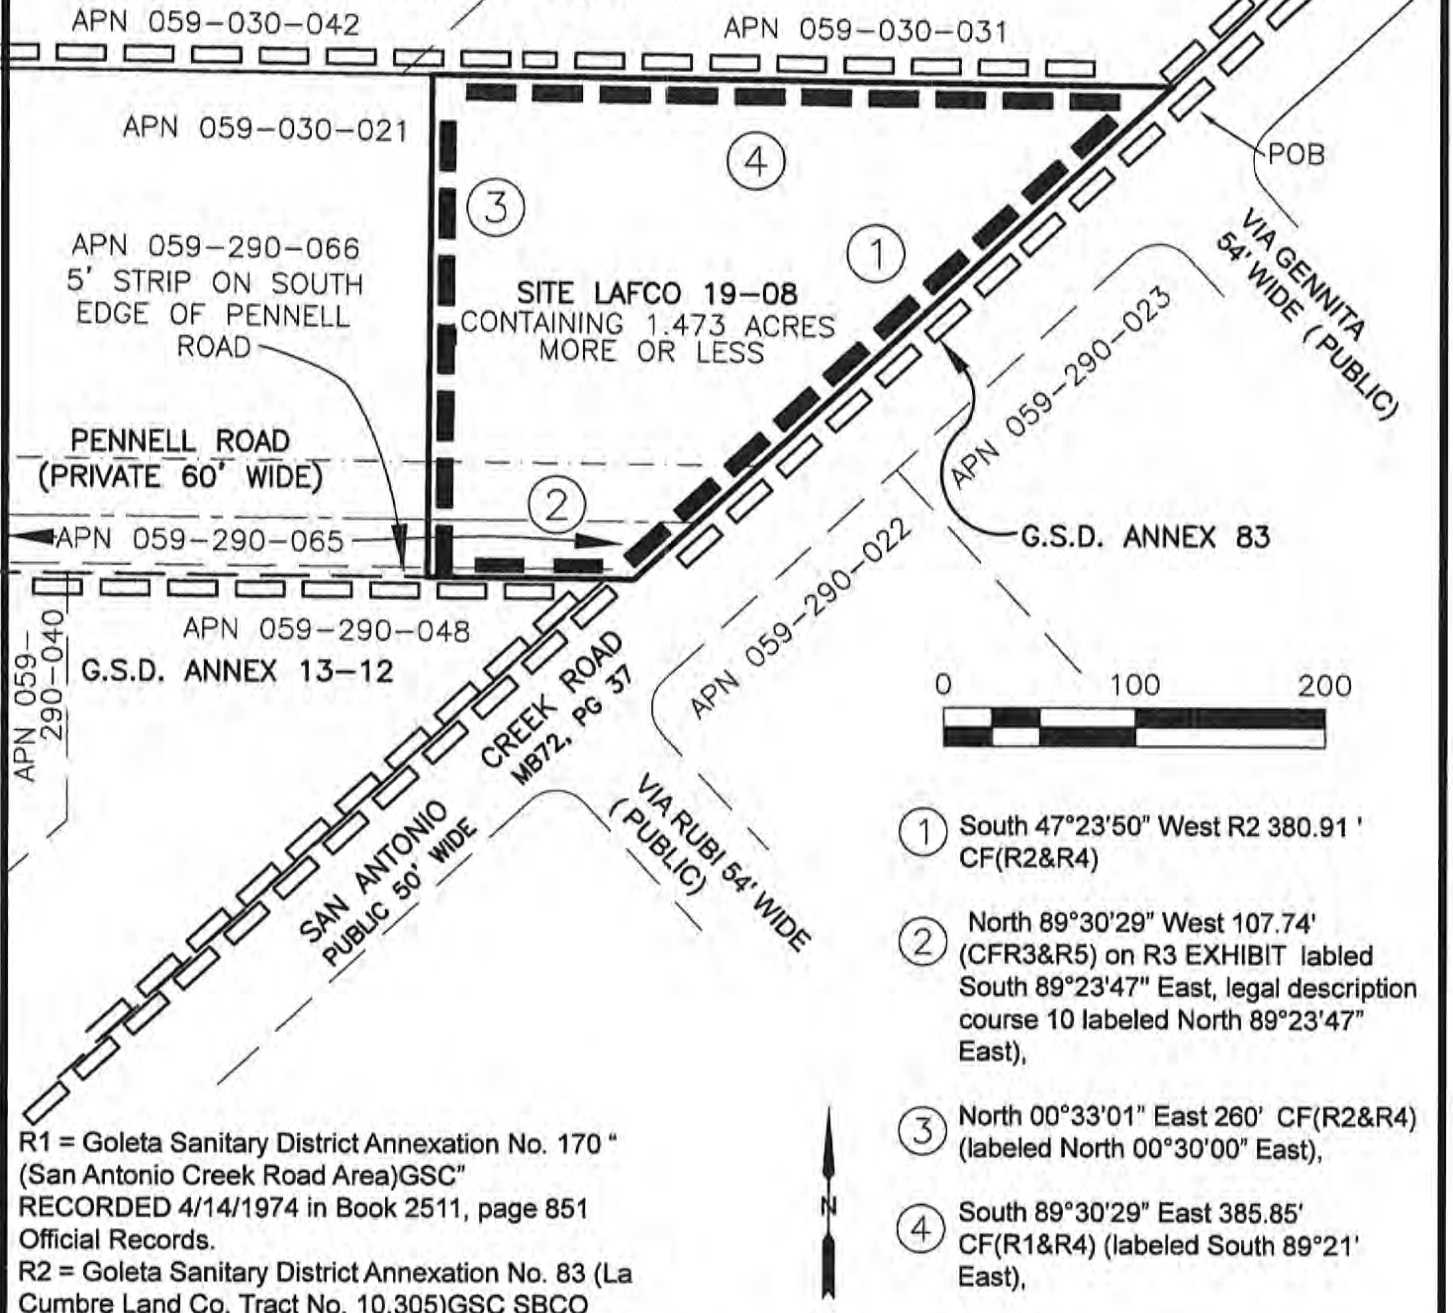 APN 059-030-042
APN 059-030-031
APN 059-030-021
④
③
POB
①
APN 059-290-066
5' STRIP ON SOUTH
EDGE OF PENNELL
ROAD
SITE LAFCO 19-08
CONTAINING 1.473 ACRES
MORE OR LESS
VIA GENNITA
54' WIDE (PUBLIC)
APN 059-290-023
PENNELL ROAD
(PRIVATE 60' WIDE)
②
APN 059-290-065
G.S.D. ANNEX 83
APN 059-290-022
APN 059-290-048
G.S.D. ANNEX 13-12
APN 059-
290-040
SAN ANTONIO
CREEK ROAD
PUBLIC 50' WIDE
MB72, PG 37
VIA RUBI 54' WIDE
(PUBLIC)
0 100 200
① South 47°23'50" West R2 380.91 '
CF(R2&R4)
② North 89°30'29" West 107.74'
(CFR3&R5) on R3 EXHIBIT labled
South 89°23'47" East, legal description
course 10 labeled North 89°23'47"
East),
③ North 00°33'01" East 260' CF(R2&R4)
(labeled North 00°30'00" East),
④ South 89°30'29" East 385.85'
CF(R1&R4) (labeled South 89°21'
East),
N
R1 = Goleta Sanitary District Annexation No. 170 "
(San Antonio Creek Road Area)GSC"
RECORDED 4/14/1974 in Book 2511, page 851
Official Records.
R2 = Goleta Sanitary District Annexation No. 83 (La
Cumbre Land Co. Tract No. 10,305)GSC SBCO